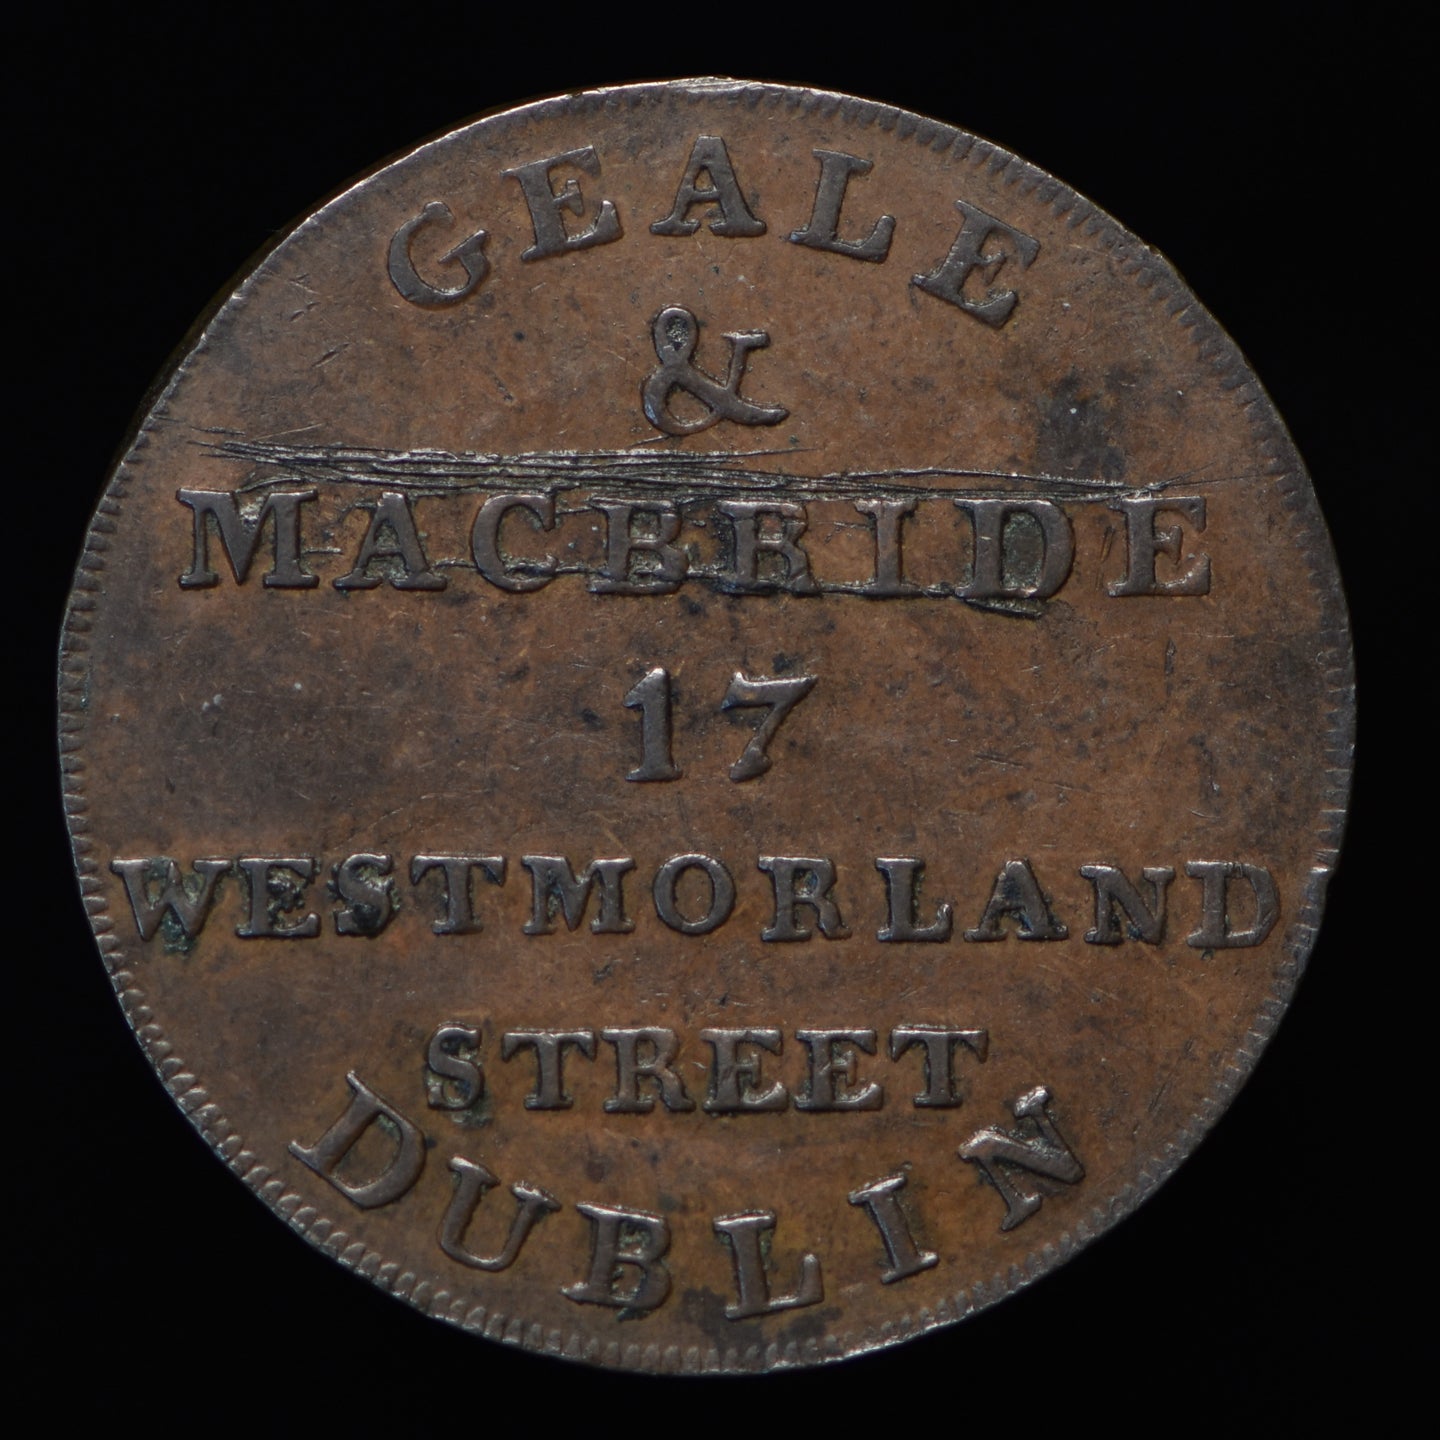 GEALE
&
MACBRIDE
17
WESTMORLAND
STREET
DUBLIN